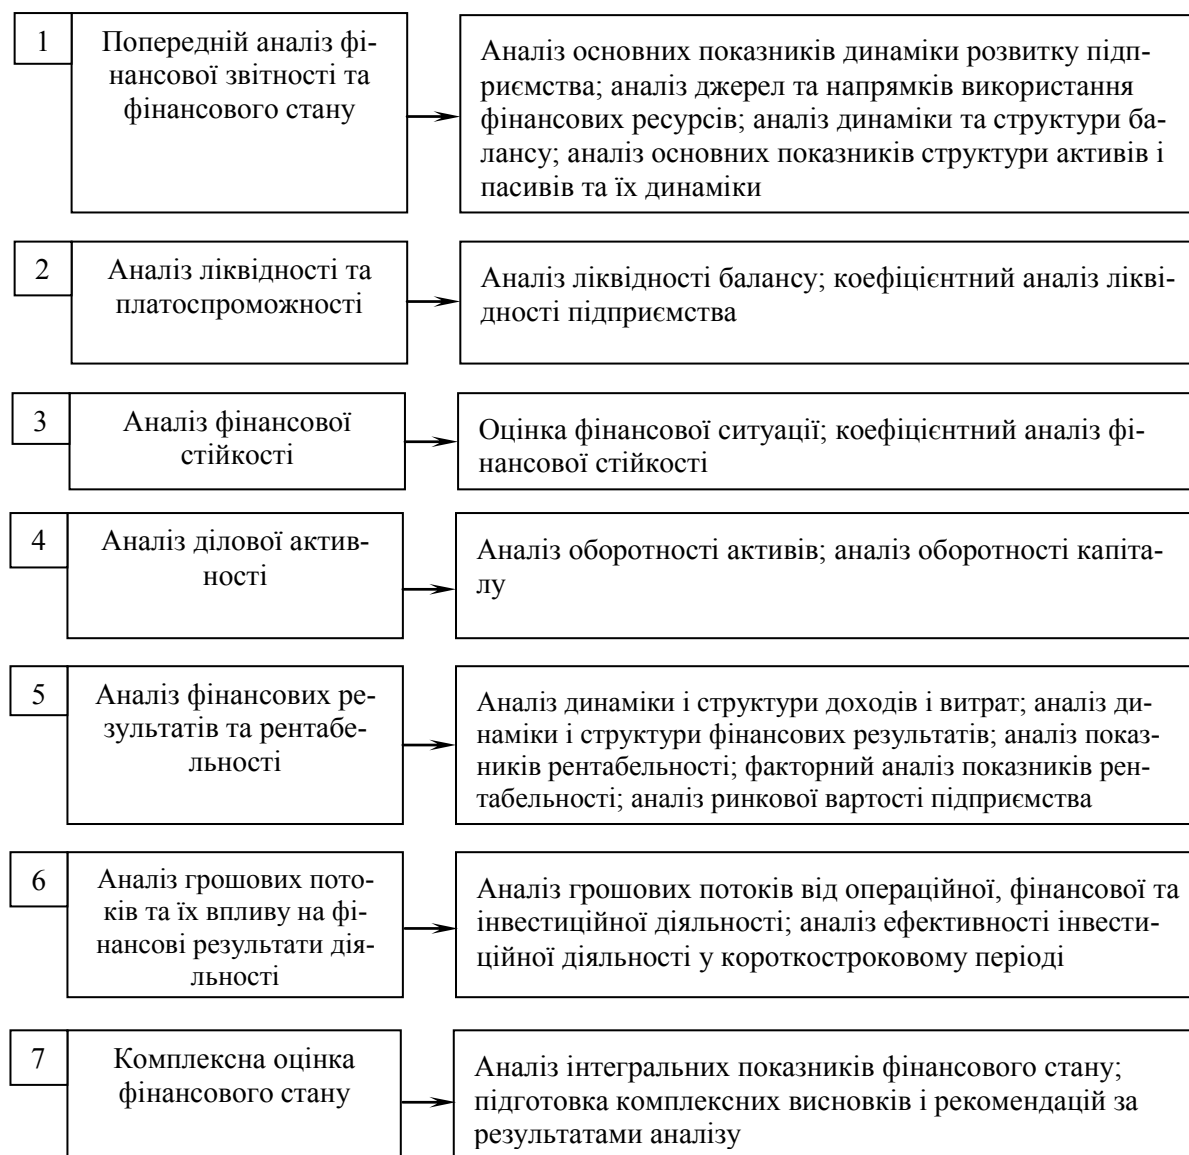 1
Попередній аналіз фі-
нансової звітності та
фінансового стану
Аналіз основних показників динаміки розвитку підп-
риємства; аналіз джерел та напрямків використання
фінансових ресурсів; аналіз динаміки та структури ба-
лансу; аналіз основних показників структури активів і
пасивів та їх динаміки
2
Аналіз ліквідності та
платоспроможності
Аналіз ліквідності балансу; коефіцієнтний аналіз лікві-
дності підприємства
3
Аналіз фінансової
стійкості
Оцінка фінансової ситуації; коефіцієнтний аналіз фі-
нансової стійкості
4
Аналіз ділової актив-
ності
Аналіз оборотності активів; аналіз оборотності капіта-
лу
5
Аналіз фінансових ре-
зультатів та рентабе-
льності
Аналіз динаміки і структури доходів і витрат; аналіз ди-
наміки і структури фінансових результатів; аналіз показ-
ників рентабельності; факторний аналіз показників рен-
табельності; аналіз ринкової вартості підприємства
6
Аналіз грошових пото-
ків та їх впливу на фі-
нансові результати дія-
льності
Аналіз грошових потоків від операційної, фінансової та
інвестиційної діяльності; аналіз ефективності інвести-
ційної діяльності у короткостроковому періоді
7
Комплексна оцінка
фінансового стану
Аналіз інтегральних показників фінансового стану;
підготовка комплексних висновків і рекомендацій за
результатами аналізу